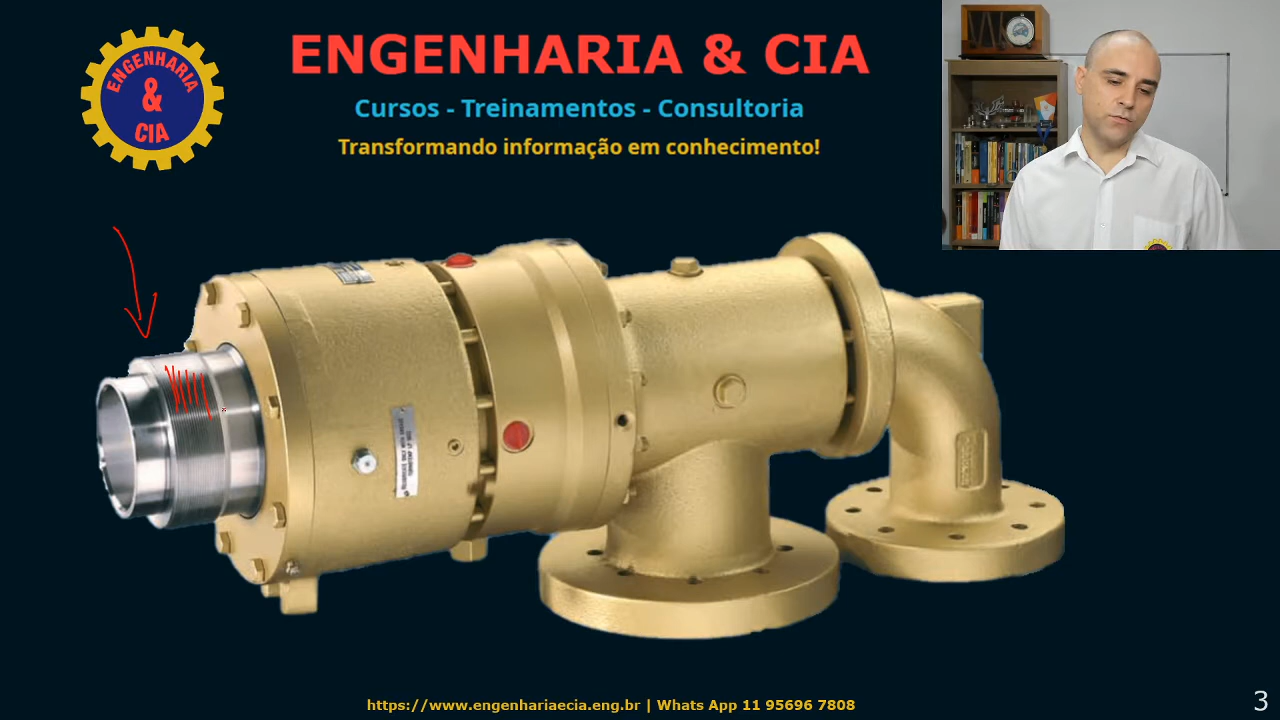 ENGENHARIA & CIA
Cursos - Treinamentos - Consultoria
Transformando informação em conhecimento!
ENGENHARIA
&
CIA
https://www.engenhariaecia.eng.br | Whats App 11 95696 7808
3